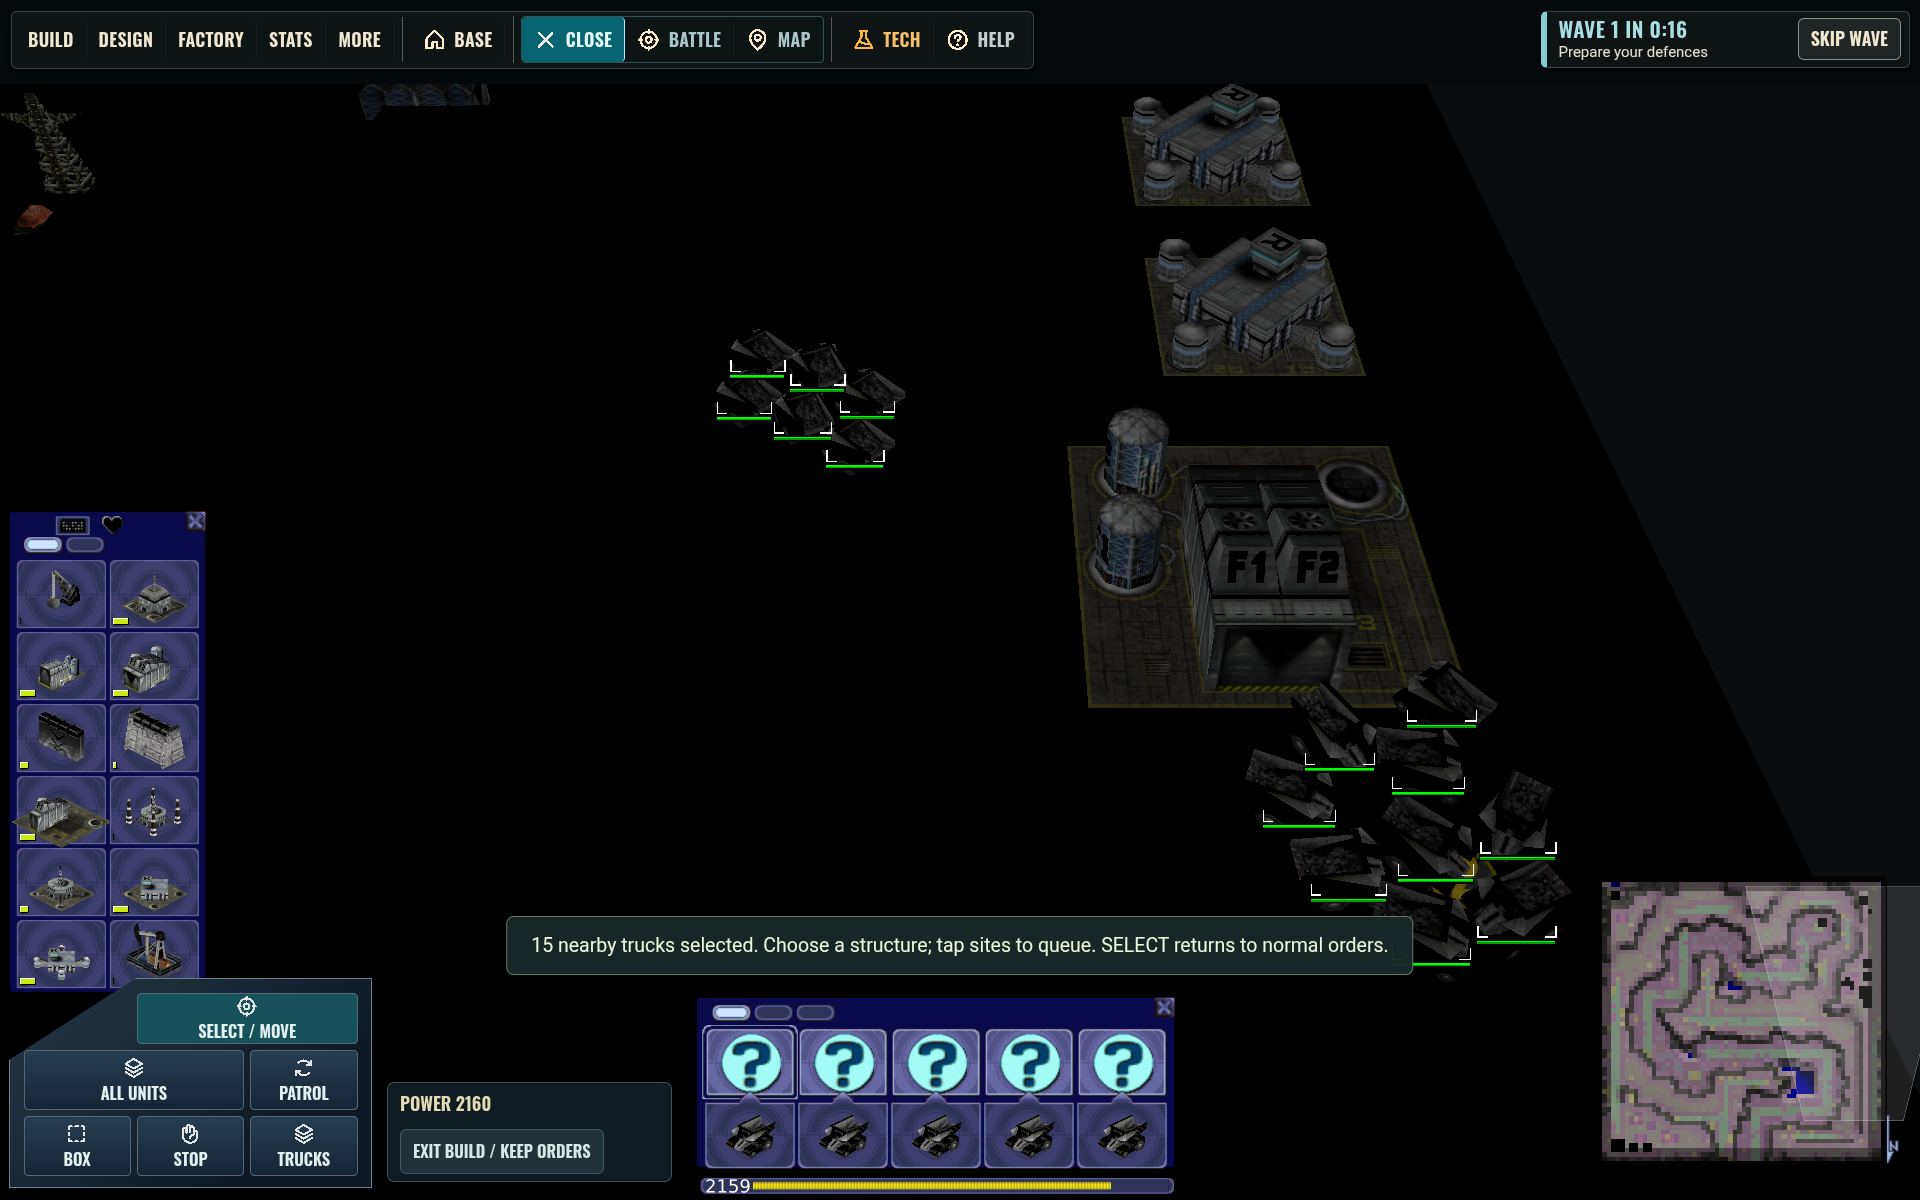 BUILD DESIGN FACTORY STATS MORE BASE CLOSE BATTLE MAP TECH HELP
WAVE 1 IN 0:16
Prepare your defences
SKIP WAVE
R
R
F1 F2
3
15 nearby trucks selected. Choose a structure; tap sites to queue. SELECT returns to normal orders.
SELECT / MOVE
ALL UNITS
PATROL
BOX
STOP
TRUCKS
POWER 2160
EXIT BUILD / KEEP ORDERS
? ? ? ? ?
2159
N